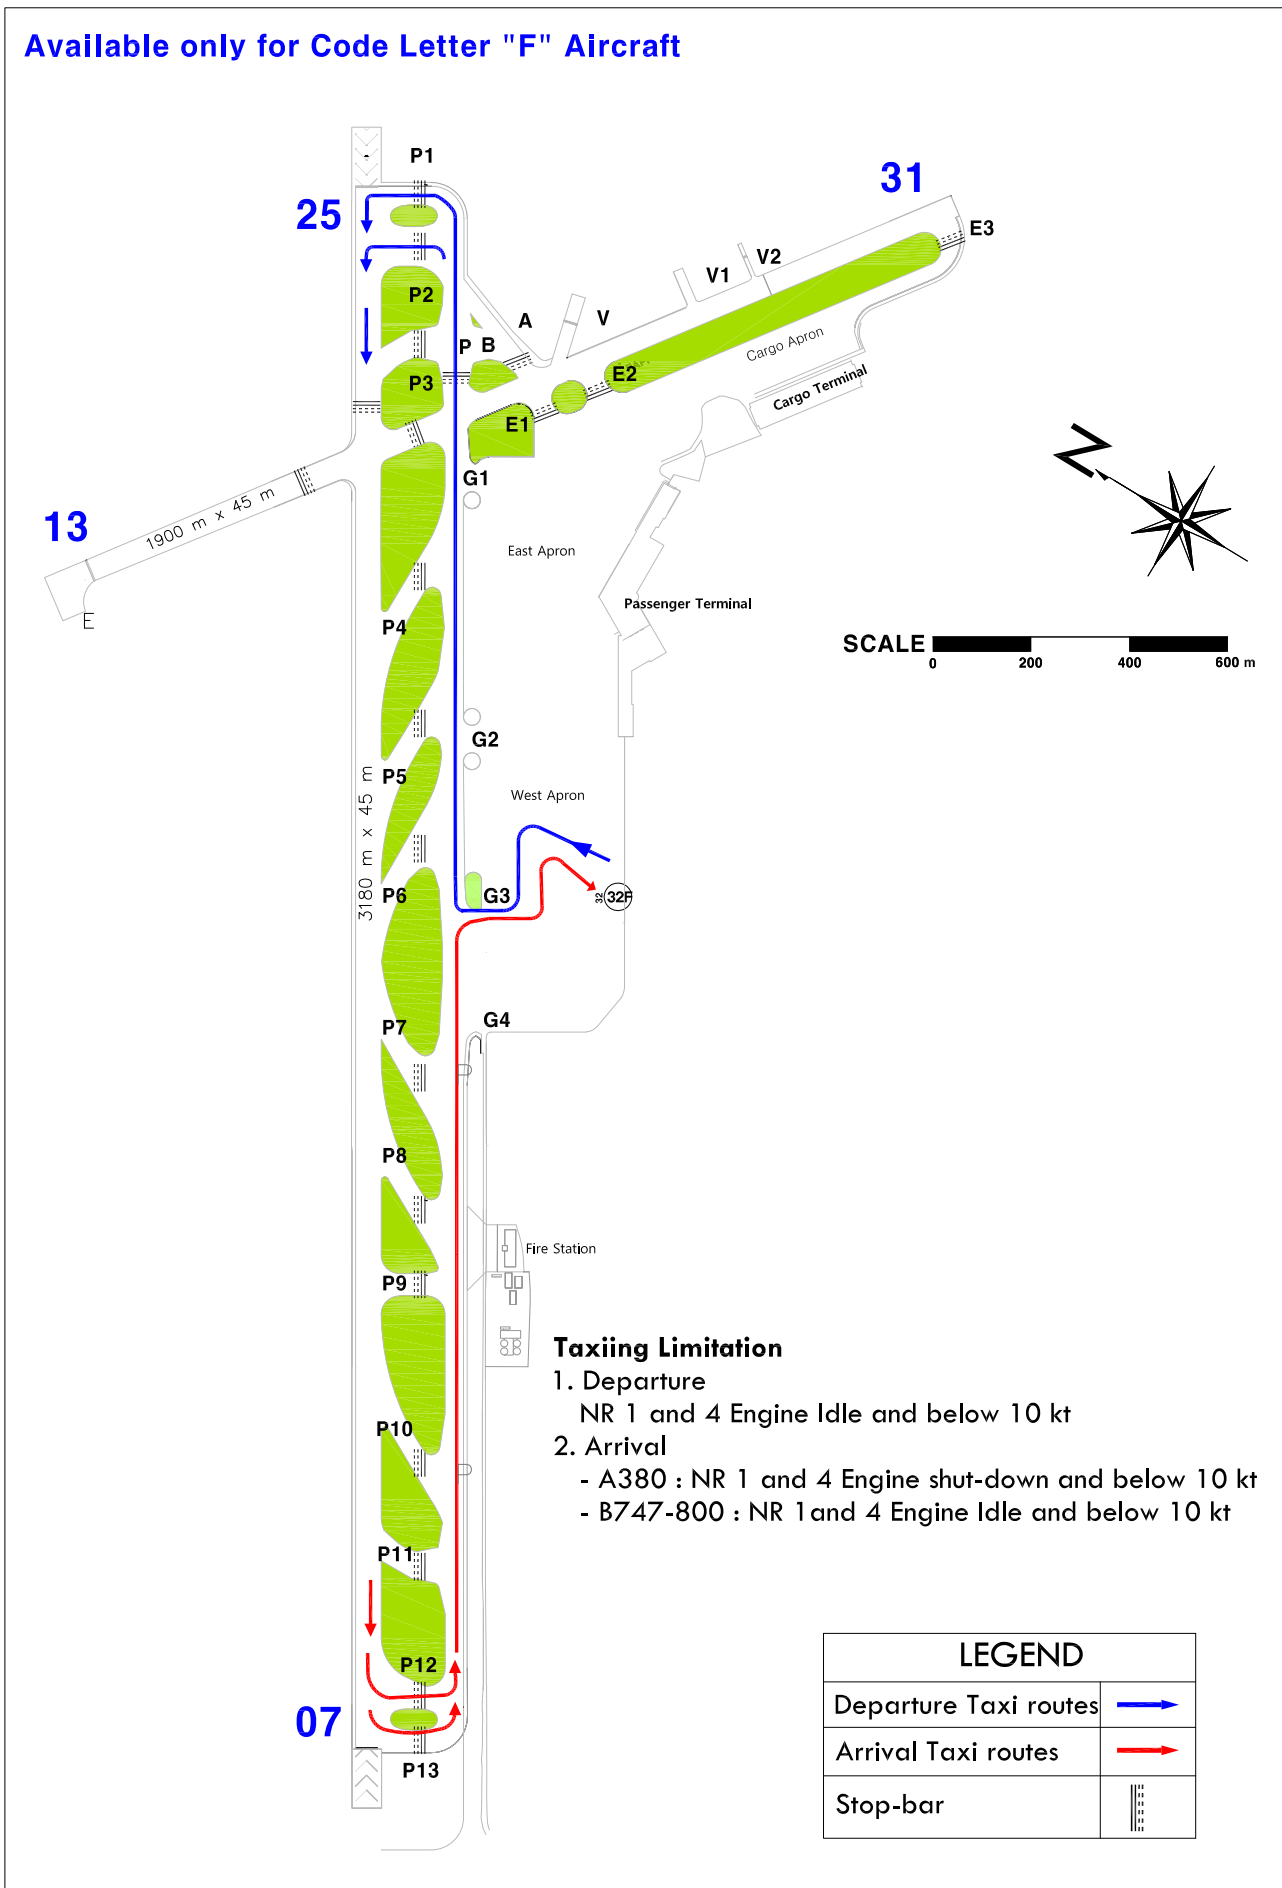 Available only for Code Letter "F" Aircraft
P1
31
25
E3
V2
V1
P2
A
V
P
B
Cargo Apron
P3
E2
Cargo Terminal
E1
G1
13
1900 m x 45 m
East Apron
E
P4
Passenger Terminal
SCALE
0
200
400
600 m
G2
P5
West Apron
3180 m x 45 m
P6
G3
32
32F
G4
P7
P8
Fire Station
P9
Taxiing Limitation
1. Departure
NR 1 and 4 Engine Idle and below 10 kt
2. Arrival
- A380 : NR 1 and 4 Engine shut-down and below 10 kt
- B747-800 : NR 1and 4 Engine Idle and below 10 kt
P10
P11
P12
07
P13
LEGEND
Departure Taxi routes
Arrival Taxi routes
Stop-bar